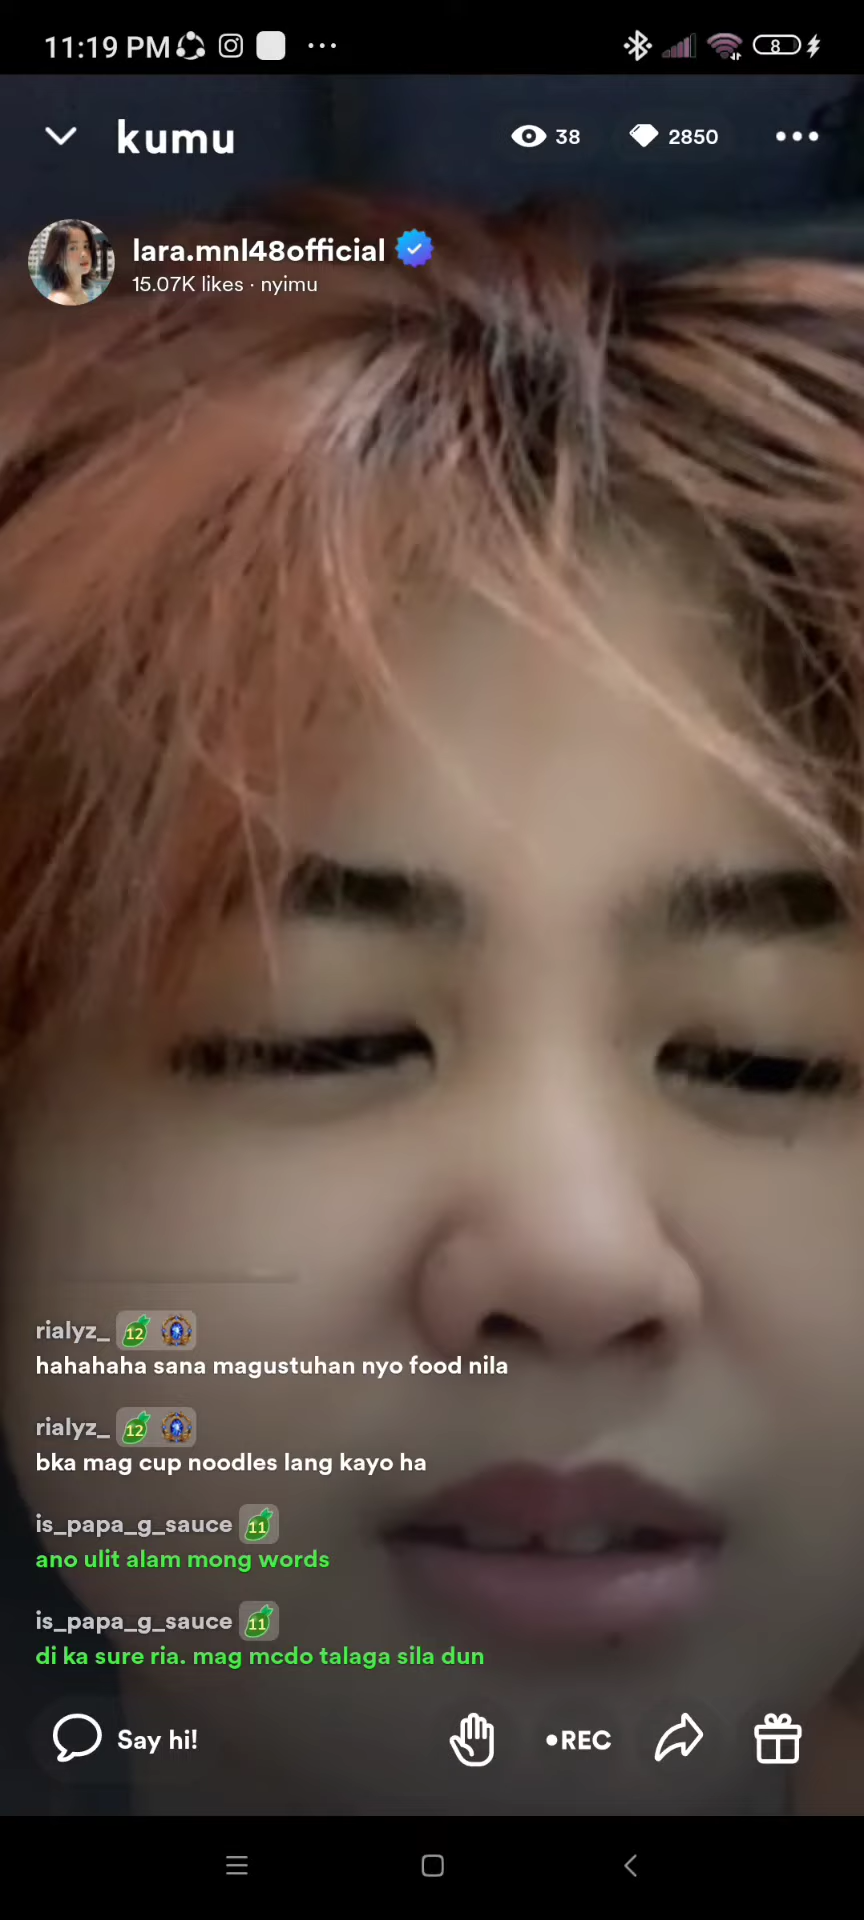 11:19 PM
8
kumu
38
2850
lara.mnl48official
15.07K likes · nyimu
rialyz_ 12
hahahaha sana magustuhan nyo food nila
rialyz_ 12
bka mag cup noodles lang kayo ha
is_papa_g_sauce 11
ano ulit alam mong words
is_papa_g_sauce 11
di ka sure ria. mag mcdo talaga sila dun
Say hi!
•REC